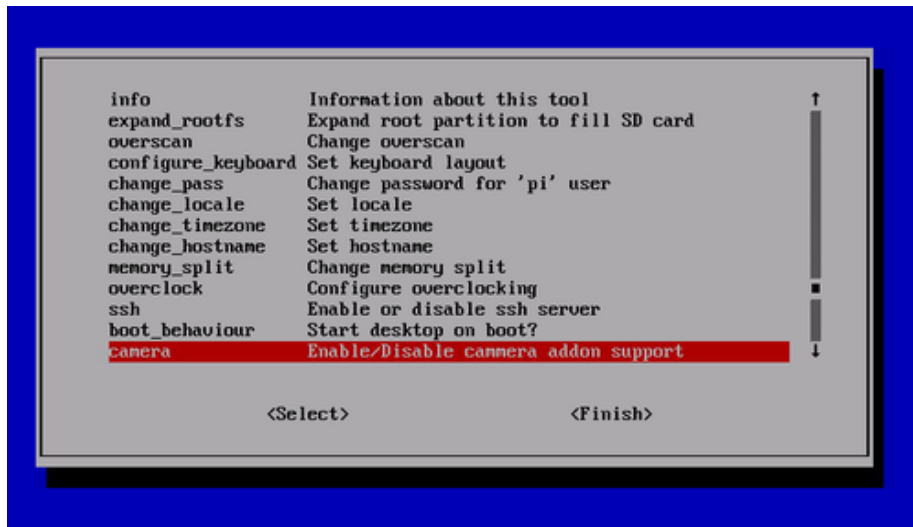 info Information about this tool
expand_rootfs Expand root partition to fill SD card
overscan Change overscan
configure_keyboard Set keyboard layout
change_pass Change password for 'pi' user
change_locale Set locale
change_timezone Set timezone
change_hostname Set hostname
memory_split Change memory split
overclock Configure overclocking
ssh Enable or disable ssh server
boot_behaviour Start desktop on boot?
camera Enable/Disable cammera addon support
<Select> <Finish>